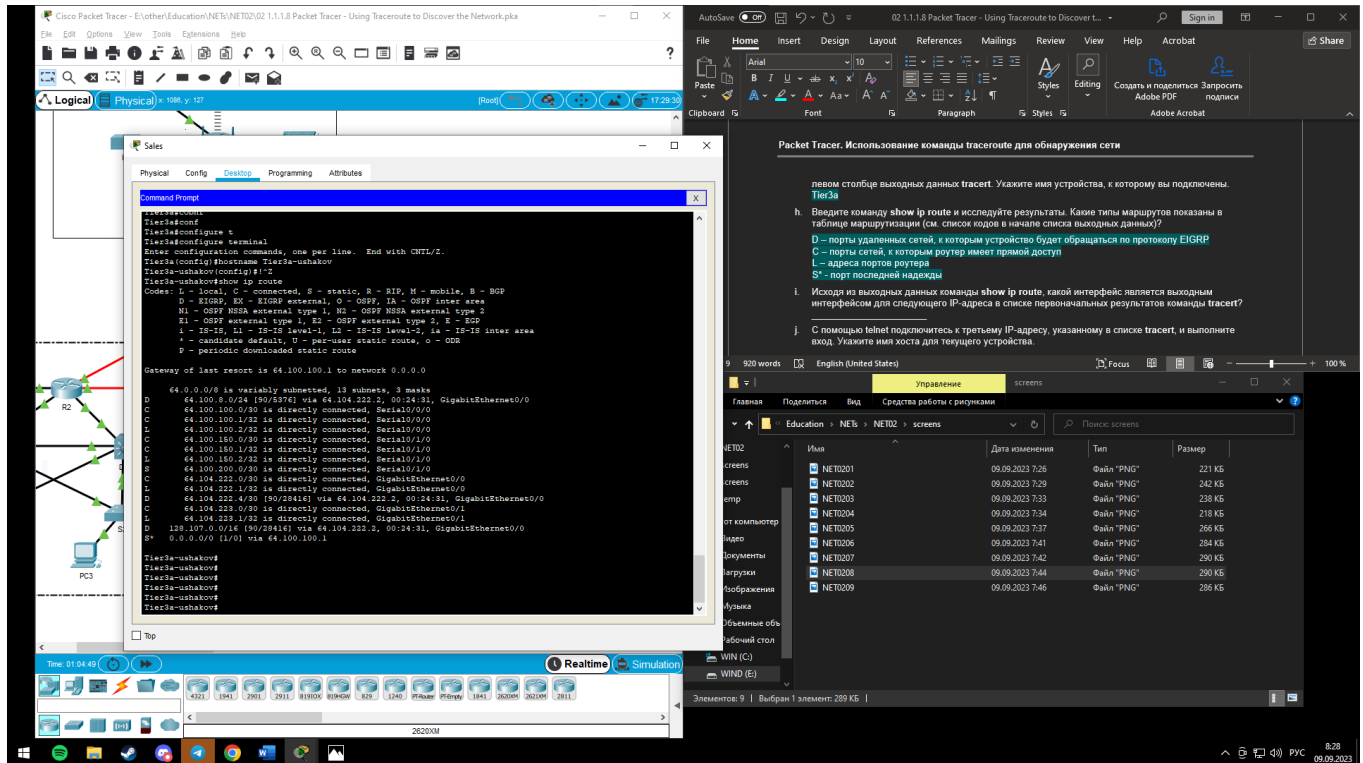 Cisco Packet Tracer - E:\other\Education\NETs\NET02\02 1.1.1.8 Packet Tracer - Using Traceroute to Discover the Network.pka
File Edit Options View Tools Extensions Help
?
Logical Physical x: 1086, y: 127 [Root] 17:29:30
R2
PC3
Sales
Physical Config Desktop Programming Attributes
Command Prompt X
Tier3a#conf
Tier3a#configure t
Tier3a#configure terminal
Enter configuration commands, one per line. End with CNTL/Z.
Tier3a(config)#hostname Tier3a-ushakov
Tier3a-ushakov(config)#!^Z
Tier3a-ushakov#show ip route
Codes: L - local, C - connected, S - static, R - RIP, M - mobile, B - BGP
D - EIGRP, EX - EIGRP external, O - OSPF, IA - OSPF inter area
N1 - OSPF NSSA external type 1, N2 - OSPF NSSA external type 2
E1 - OSPF external type 1, E2 - OSPF external type 2, E - EGP
i - IS-IS, L1 - IS-IS level-1, L2 - IS-IS level-2, ia - IS-IS inter area
* - candidate default, U - per-user static route, o - ODR
P - periodic downloaded static route
Gateway of last resort is 64.100.100.1 to network 0.0.0.0
64.0.0.0/8 is variably subnetted, 13 subnets, 3 masks
D 64.100.8.0/24 [90/5376] via 64.104.222.2, 00:24:31, GigabitEthernet0/0
C 64.100.100.0/30 is directly connected, Serial0/0/0
C 64.100.100.1/32 is directly connected, Serial0/0/0
L 64.100.100.2/32 is directly connected, Serial0/0/0
C 64.100.150.0/30 is directly connected, Serial0/1/0
C 64.100.150.1/32 is directly connected, Serial0/1/0
L 64.100.150.2/32 is directly connected, Serial0/1/0
S 64.100.200.0/30 is directly connected, Serial0/1/0
C 64.104.222.0/30 is directly connected, GigabitEthernet0/0
L 64.104.222.1/32 is directly connected, GigabitEthernet0/0
D 64.104.222.4/30 [90/28416] via 64.104.222.2, 00:24:31, GigabitEthernet0/0
C 64.104.223.0/30 is directly connected, GigabitEthernet0/1
L 64.104.223.1/32 is directly connected, GigabitEthernet0/1
D 128.107.0.0/16 [90/28416] via 64.104.222.2, 00:24:31, GigabitEthernet0/0
S* 0.0.0.0/0 [1/0] via 64.100.100.1
Tier3a-ushakov#
Tier3a-ushakov#
Tier3a-ushakov#
Tier3a-ushakov#
Tier3a-ushakov#
Top
Time: 01:04:49 Realtime Simulation
4321 1941 2901 2911 819IOX 819HGW 829 1240 PT-Router PT-Empty 1841 2620XM 2621XM 2811
2620XM
AutoSave Off 02 1.1.1.8 Packet Tracer - Using Traceroute to Discover t... Sign in
File Home Insert Design Layout References Mailings Review View Help Acrobat Share
Paste
Arial 10
Styles
Editing
Создать и поделиться Adobe PDF
Запросить подписи
Clipboard Font Paragraph Styles Adobe Acrobat
Packet Tracer. Использование команды traceroute для обнаружения сети
левом столбце выходных данных tracert. Укажите имя устройства, к которому вы подключены.
Tier3a
h. Введите команду show ip route и исследуйте результаты. Какие типы маршрутов показаны в
таблице маршрутизации (см. список кодов в начале списка выходных данных)?
D – порты удаленных сетей, к которым устройство будет обращаться по протоколу EIGRP
C – порты сетей, к которым роутер имеет прямой доступ
L – адреса портов роутера
S* - порт последней надежды
i. Исходя из выходных данных команды show ip route, какой интерфейс является выходным
интерфейсом для следующего IP-адреса в списке первоначальных результатов команды tracert?
j. С помощью telnet подключитесь к третьему IP-адресу, указанному в списке tracert, и выполните
вход. Укажите имя хоста для текущего устройства.
9 920 words English (United States) Focus 100 %
Управление screens
Главная Поделиться Вид Средства работы с рисунками
Education › NETs › NET02 › screens Поиск: screens
Имя Дата изменения Тип Размер
NET0201 09.09.2023 7:26 Файл "PNG" 221 КБ
NET0202 09.09.2023 7:29 Файл "PNG" 242 КБ
NET0203 09.09.2023 7:33 Файл "PNG" 238 КБ
NET0204 09.09.2023 7:34 Файл "PNG" 218 КБ
NET0205 09.09.2023 7:37 Файл "PNG" 266 КБ
NET0206 09.09.2023 7:41 Файл "PNG" 284 КБ
NET0207 09.09.2023 7:42 Файл "PNG" 290 КБ
NET0208 09.09.2023 7:44 Файл "PNG" 290 КБ
NET0209 09.09.2023 7:46 Файл "PNG" 286 КБ
NET02
creens
creens
emp
от компьютер
идео
окументы
агрузки
зображения
узыка
бъемные объ
абочий стол
WIN (C:)
WIND (E:)
Элементов: 9 Выбран 1 элемент: 289 КБ
РУС 8:28
09.09.2023